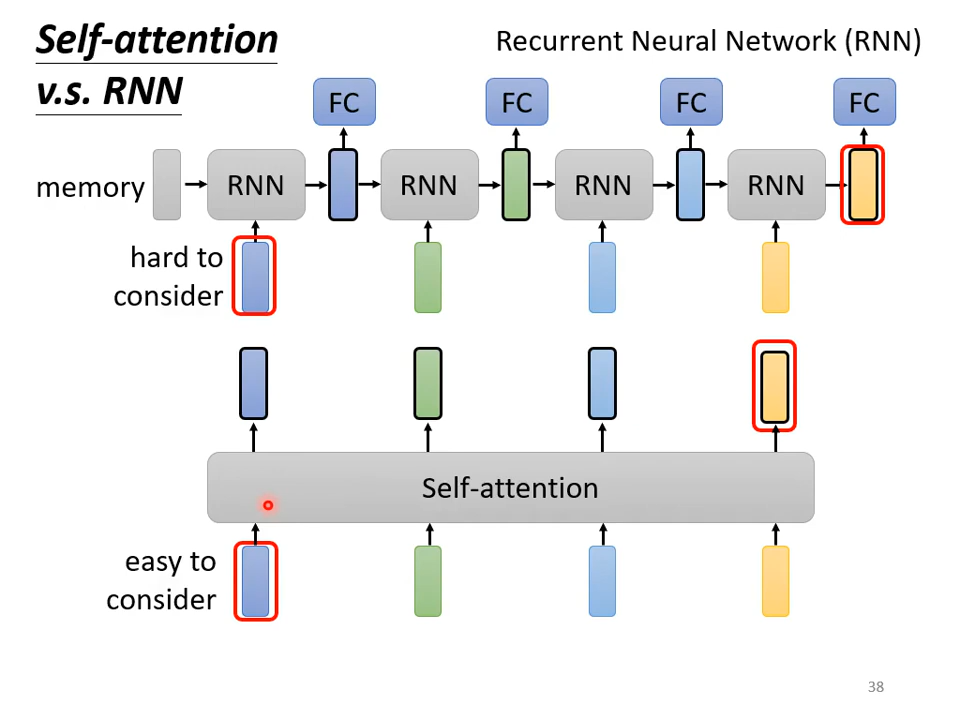 Self-attention
v.s. RNN
Recurrent Neural Network (RNN)
FC
FC
FC
FC
memory
RNN
RNN
RNN
RNN
hard to
consider
Self-attention
easy to
consider
38